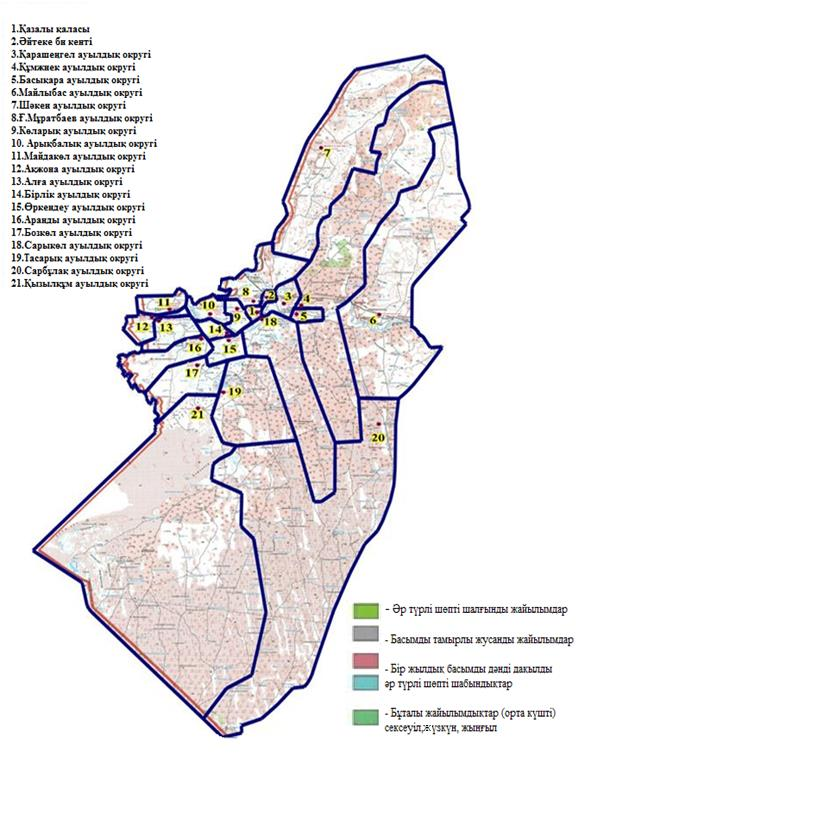 1.Қазалы қаласы
2.Әйтеке би кенті
3.Қарашеңгел ауылдық округі
4.Құмжиек ауылдық округі
5.Басықара ауылдық округі
6.Майлыбас ауылдық округі
7.Шәкен ауылдық округі
8.Ғ.Мұратбаев ауылдық округі
9.Көларық ауылдық округі
10. Арықбалық ауылдық округі
11.Майдакөл ауылдық округі
12.Ақжона ауылдық округі
13.Алға ауылдық округі
14.Бірлік ауылдық округі
15.Өркендеу ауылдық округі
16.Аранды ауылдық округі
17.Бозкөл ауылдық округі
18.Сарыкөл ауылдық округі
19.Тасарық ауылдық округі
20.Сарбұлақ ауылдық округі
21.Қызылқұм ауылдық округі
7
8
2
3
4
11
10
9
1
18
5
6
12
13
14
16
15
17
19
21
20
- Әр түрлі шөпті шалғынды жайылымдар
- Басымды тамырлы жусанды жайылымдар
- Бір жылдық басымды дәнді дақылды
әр түрлі шөпті шабындықтар
- Бұталы жайылымдықтар (орта күшті)
сексеуіл,жүзкүн, жыңғыл